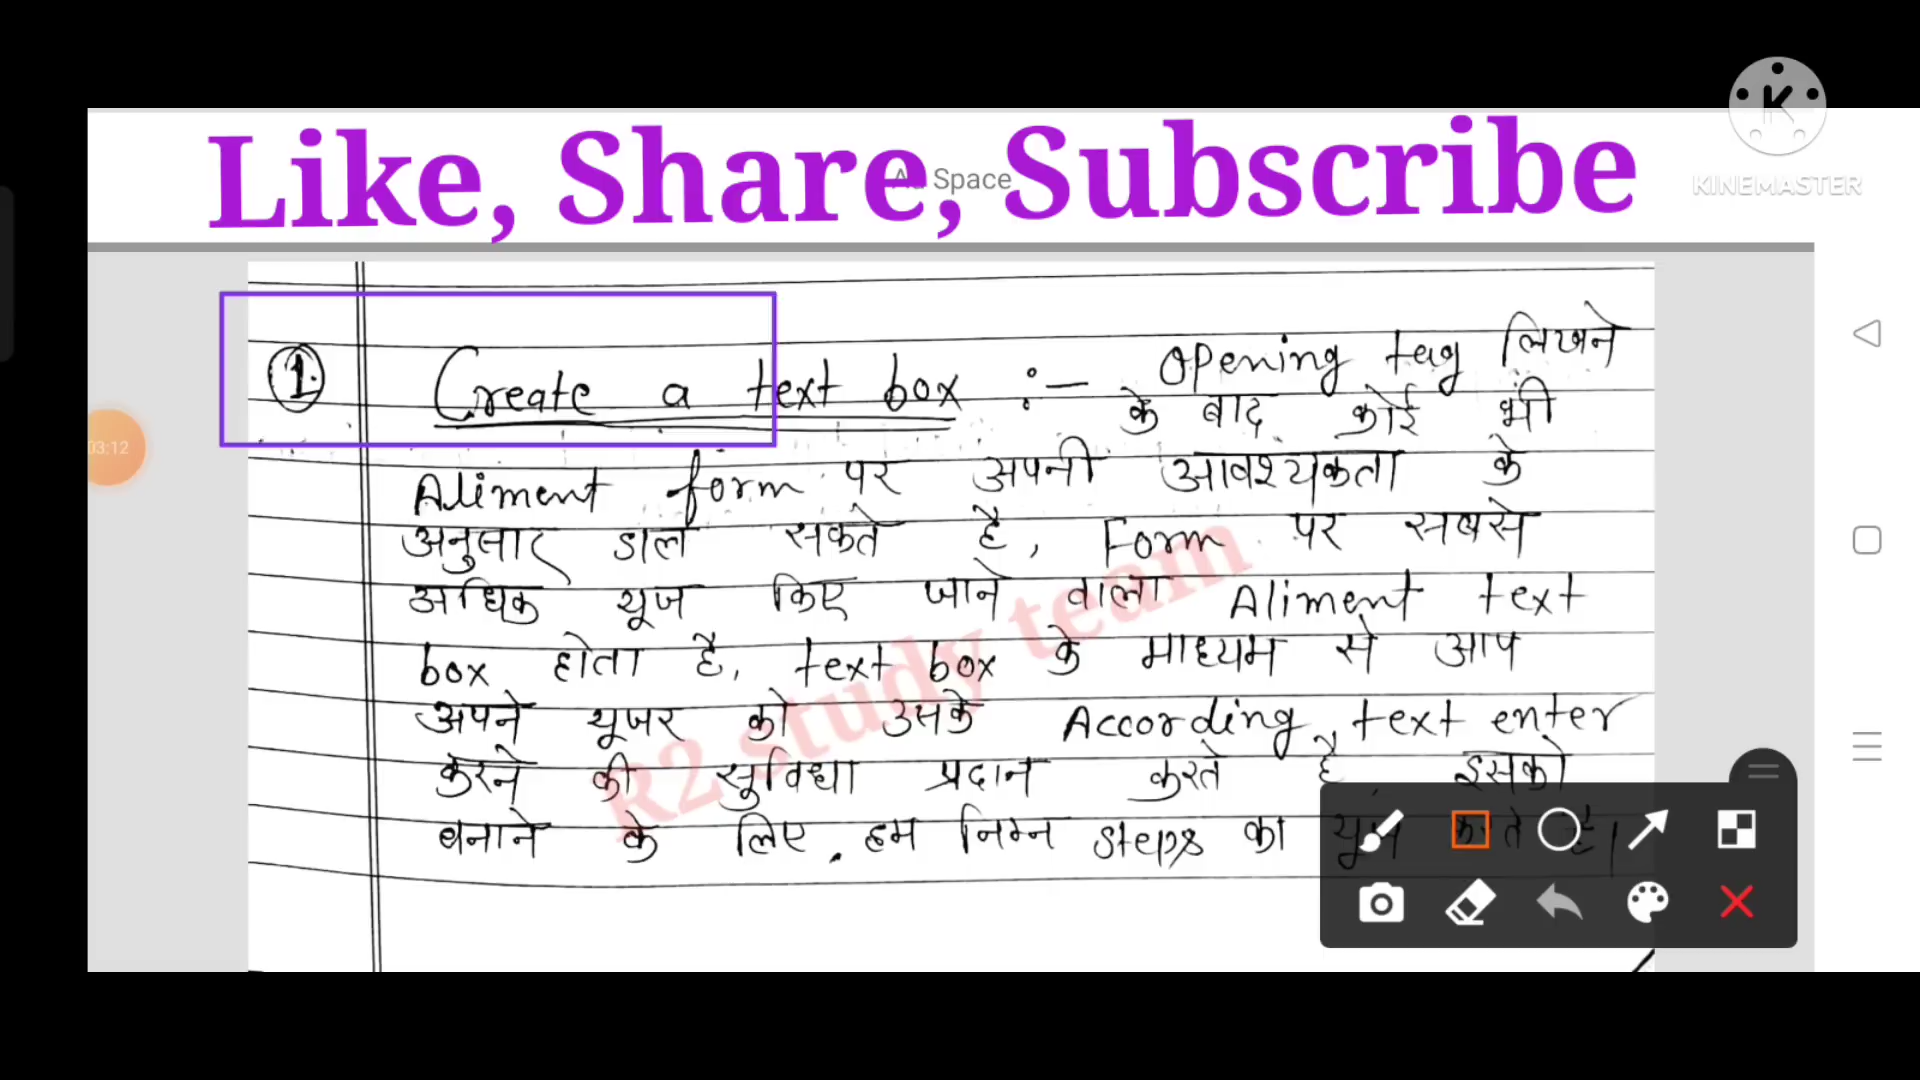 KINEMASTER
Like, Share, Subscribe
Ad Space
① Create a text box :- Opening tag लिखने
के बाद कोई भी
Aliment form पर अपनी आवश्यकता के
अनुसार डाल सकते है, Form पर सबसे
अधिक यूज किए जाने वाला Aliment text
box होता है, text box के माध्यम से आप
अपने यूजर को उसके According text enter
करने की सुविधा प्रदान करते है इसको
बनाने के लिए हम निम्न steps का यूज करते है।
R2 study team
03:12